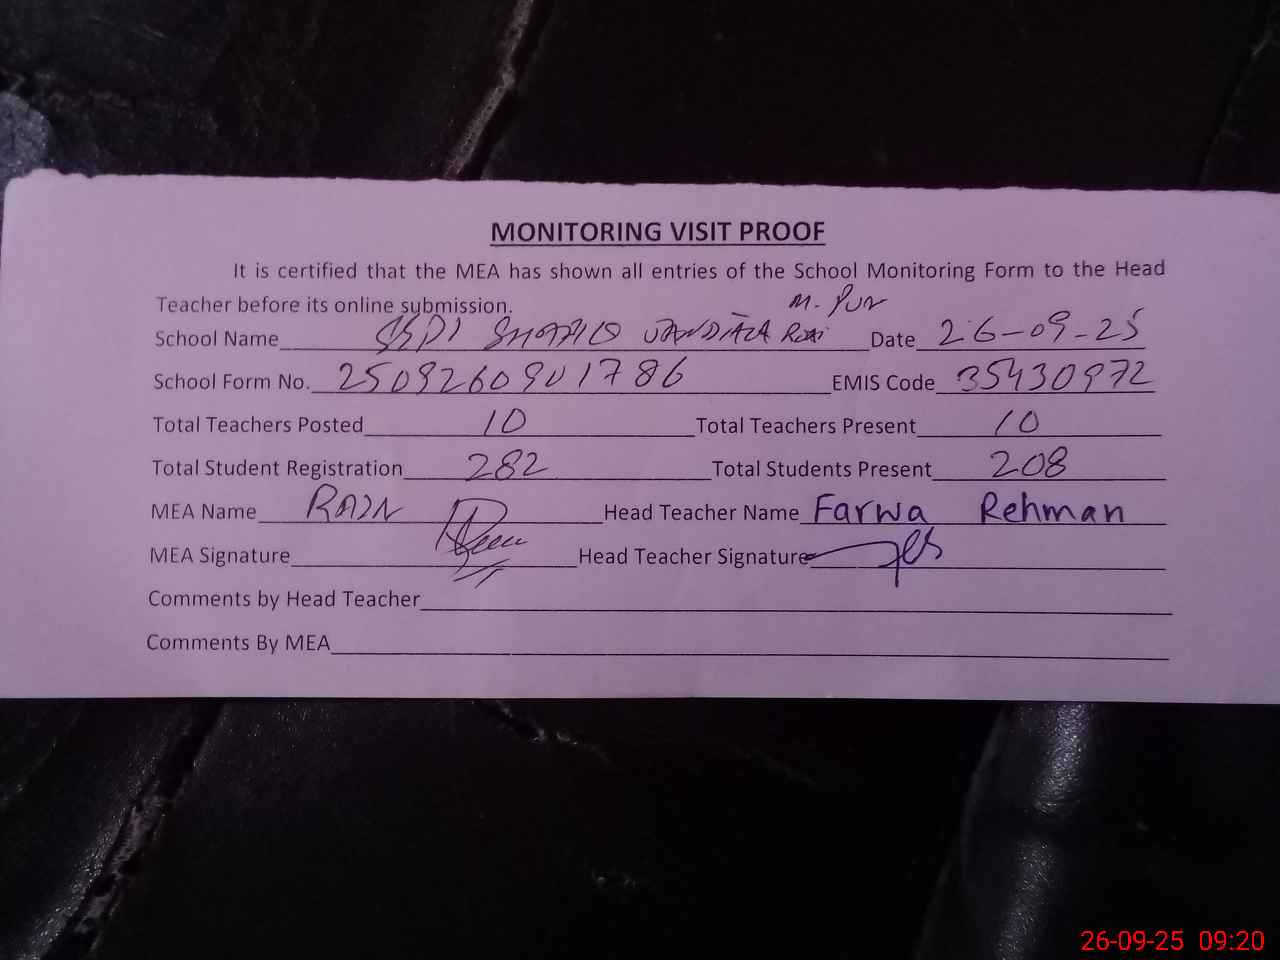 MONITORING VISIT PROOF
It is certified that the MEA has shown all entries of the School Monitoring Form to the Head
Teacher before its online submission.
M. Pur
School Name Date 26-09-25
School Form No. 2509260901786 EMIS Code 35430972
Total Teachers Posted 10 Total Teachers Present 10
Total Student Registration 282 Total Students Present 208
MEA Name Head Teacher Name Farwa Rehman
MEA Signature Head Teacher Signature
Comments by Head Teacher
Comments By MEA
26-09-25 09:20